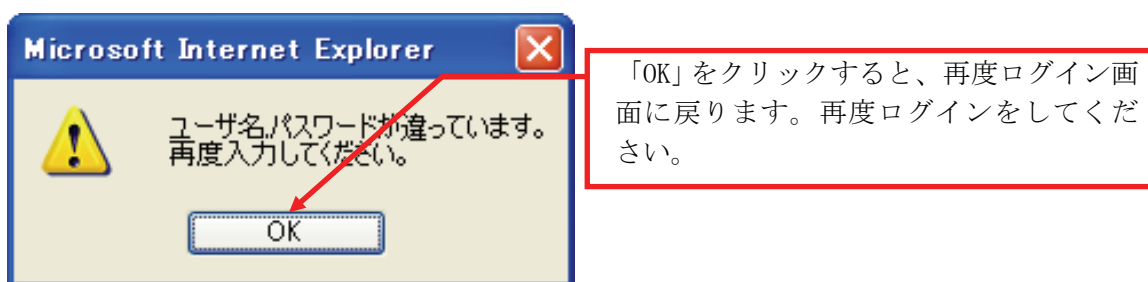 Microsoft Internet Explorer
ユーザ名,パスワードが違っています。
再度入力してください。
OK
「OK」をクリックすると、再度ログイン画
面に戻ります。再度ログインをしてくだ
さい。